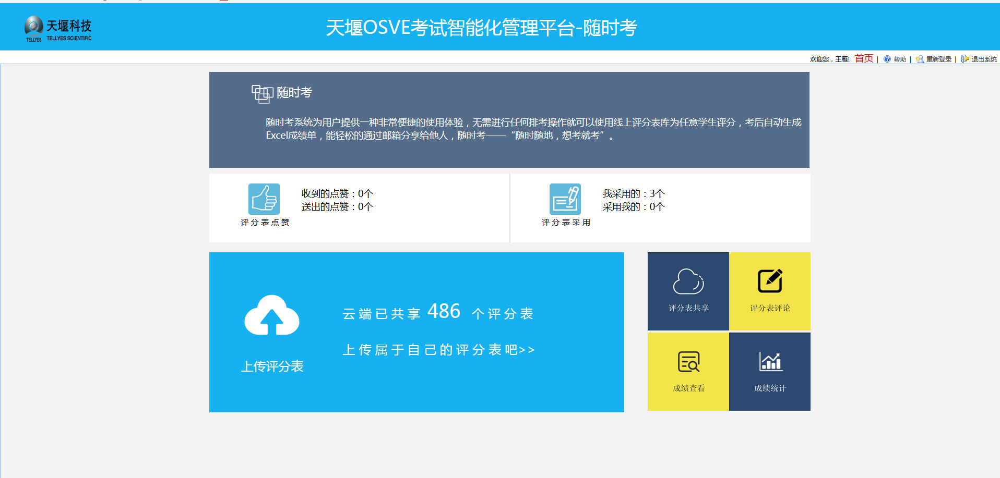 天堰科技
TELLYES
TELLYES SCIENTIFIC
天堰OSVE考试智能化管理平台-随时考
欢迎您，王雁! 首页 | 帮助 | 重新登录 | 退出系统
随时考
随时考系统为用户提供一种非常便捷的使用体验，无需进行任何排考操作就可以使用线上评分表库为任意学生评分，考后自动生成
Excel成绩单，能轻松的通过邮箱分享给他人，随时考——“随时随地，想考就考”。
收到的点赞：0个
送出的点赞：0个
评分表点赞
我采用的：3个
采用我的：0个
评分表采用
云端已共享 486 个评分表
上传属于自己的评分表吧>>
上传评分表
评分表共享
评分表评论
成绩查看
成绩统计